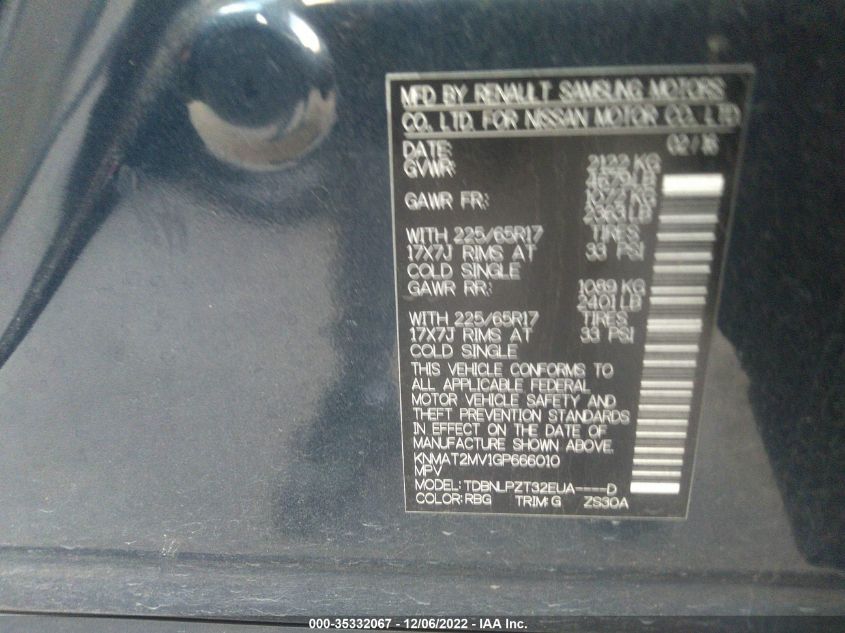 MFD BY RENAULT SAMSUNG MOTORS
CO., LTD. FOR NISSAN MOTOR CO., LTD
DATE: 02/16
GVWR: 2122 KG
4679 LB
GAWR FR: 1072 KG
2363 LB
WITH 225/65R17 TIRES
17X7J RIMS AT 33 PSI
COLD SINGLE
GAWR RR: 1089 KG
2401 LB
WITH 225/65R17 TIRES
17X7J RIMS AT 33 PSI
COLD SINGLE
THIS VEHICLE CONFORMS TO
ALL APPLICABLE FEDERAL
MOTOR VEHICLE SAFETY AND
THEFT PREVENTION STANDARDS
IN EFFECT ON THE DATE OF
MANUFACTURE SHOWN ABOVE.
KNMAT2MV1GP666010
MPV
MODEL: TDBNLPZT32EUA----D
COLOR: RBG TRIM: G ZS30A
000-35332067 - 12/06/2022 - IAA Inc.